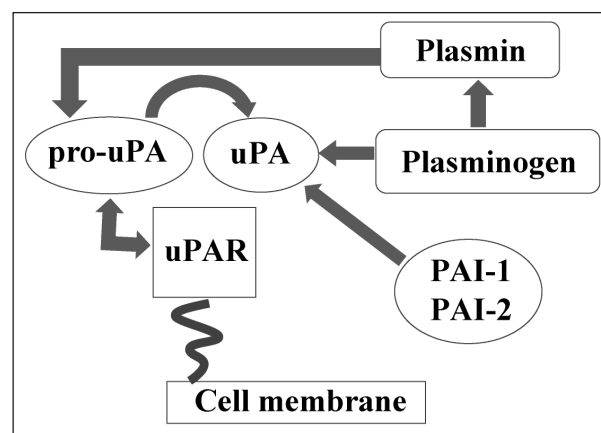 Plasmin
pro-uPA
uPA
Plasminogen
uPAR
PAI-1
PAI-2
Cell membrane